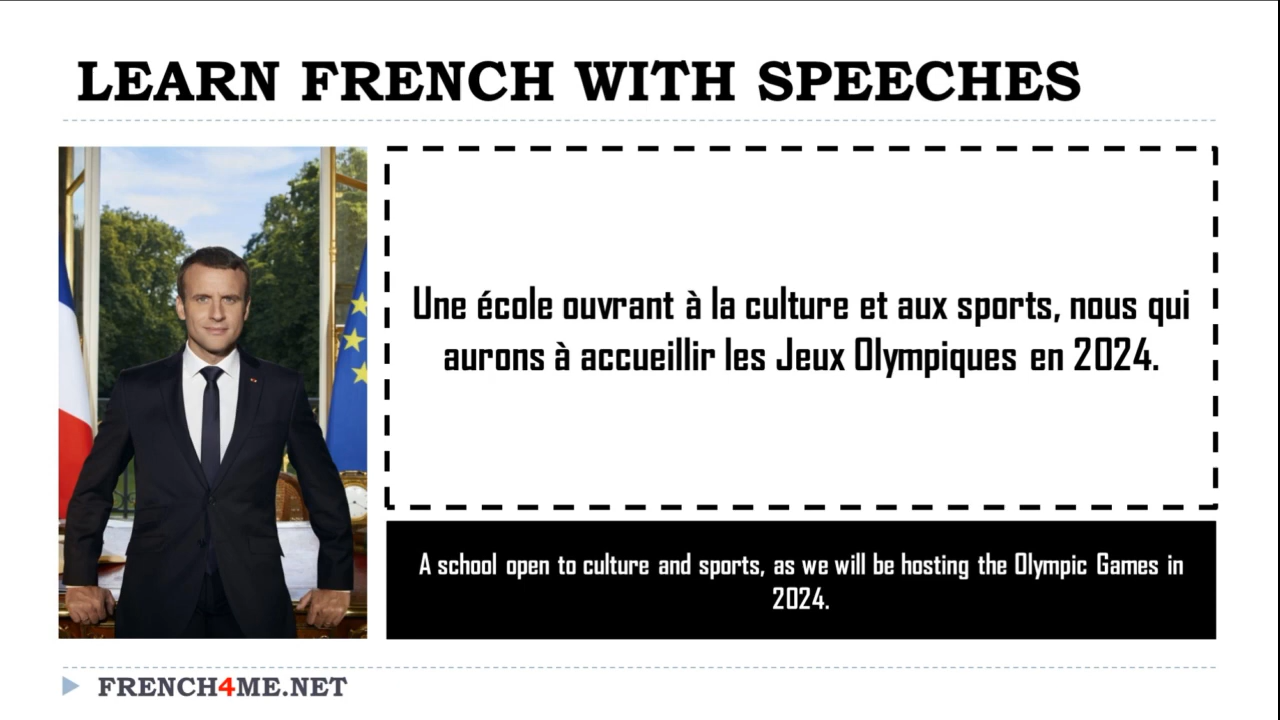 LEARN FRENCH WITH SPEECHES
Une école ouvrant à la culture et aux sports, nous qui
aurons à accueillir les Jeux Olympiques en 2024.
A school open to culture and sports, as we will be hosting the Olympic Games in
2024.
FRENCH4ME.NET